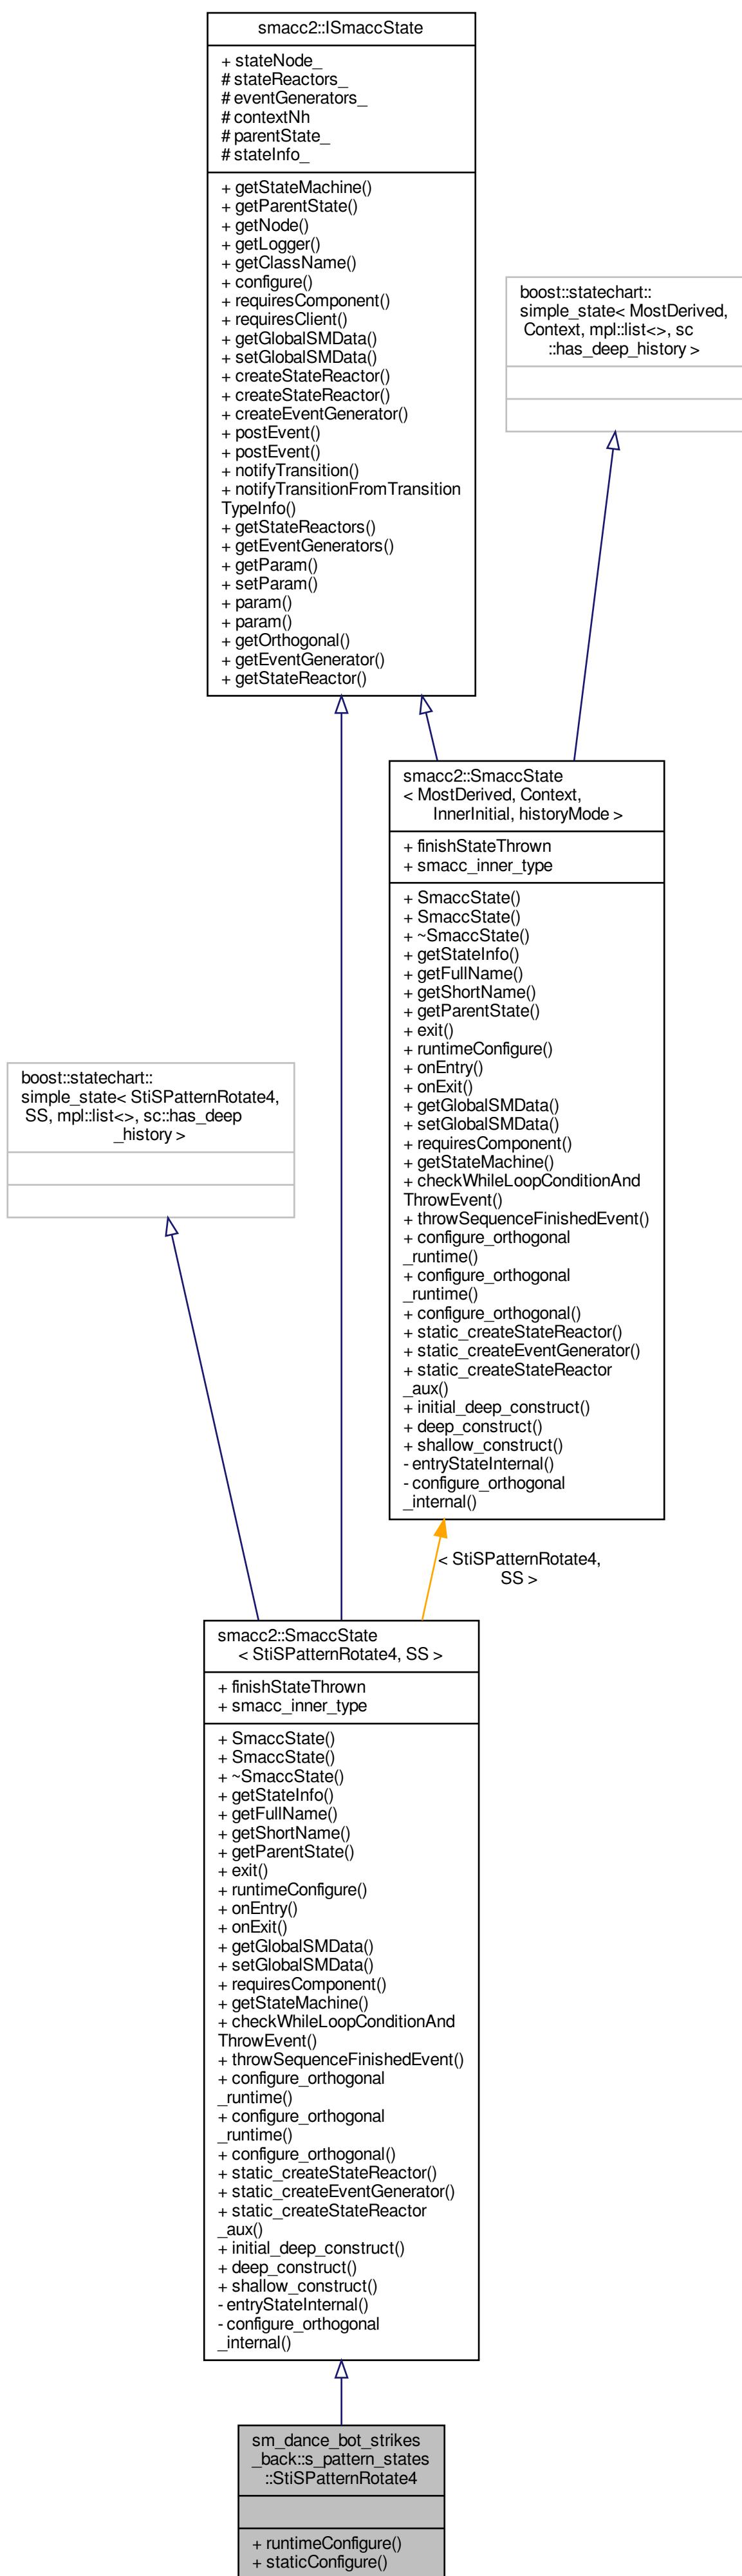 smacc2::ISmaccState
+ stateNode_
# stateReactors_
# eventGenerators_
# contextNh
# parentState_
# stateInfo_
+ getStateMachine()
+ getParentState()
+ getNode()
+ getLogger()
+ getClassName()
+ configure()
+ requiresComponent()
+ requiresClient()
+ getGlobalSMData()
+ setGlobalSMData()
+ createStateReactor()
+ createStateReactor()
+ createEventGenerator()
+ postEvent()
+ postEvent()
+ notifyTransition()
+ notifyTransitionFromTransition
TypeInfo()
+ getStateReactors()
+ getEventGenerators()
+ getParam()
+ setParam()
+ param()
+ param()
+ getOrthogonal()
+ getEventGenerator()
+ getStateReactor()
boost::statechart::
simple_state< MostDerived,
Context, mpl::list<>, sc
::has_deep_history >
smacc2::SmaccState
< MostDerived, Context,
InnerInitial, historyMode >
+ finishStateThrown
+ smacc_inner_type
+ SmaccState()
+ SmaccState()
+ ~SmaccState()
+ getStateInfo()
+ getFullName()
+ getShortName()
+ getParentState()
+ exit()
+ runtimeConfigure()
+ onEntry()
+ onExit()
+ getGlobalSMData()
+ setGlobalSMData()
+ requiresComponent()
+ getStateMachine()
+ checkWhileLoopConditionAnd
ThrowEvent()
+ throwSequenceFinishedEvent()
+ configure_orthogonal
_runtime()
+ configure_orthogonal
_runtime()
+ configure_orthogonal()
+ static_createStateReactor()
+ static_createEventGenerator()
+ static_createStateReactor
_aux()
+ initial_deep_construct()
+ deep_construct()
+ shallow_construct()
- entryStateInternal()
- configure_orthogonal
_internal()
boost::statechart::
simple_state< StiSPatternRotate4,
SS, mpl::list<>, sc::has_deep
_history >
< StiSPatternRotate4,
SS >
smacc2::SmaccState
< StiSPatternRotate4, SS >
+ finishStateThrown
+ smacc_inner_type
+ SmaccState()
+ SmaccState()
+ ~SmaccState()
+ getStateInfo()
+ getFullName()
+ getShortName()
+ getParentState()
+ exit()
+ runtimeConfigure()
+ onEntry()
+ onExit()
+ getGlobalSMData()
+ setGlobalSMData()
+ requiresComponent()
+ getStateMachine()
+ checkWhileLoopConditionAnd
ThrowEvent()
+ throwSequenceFinishedEvent()
+ configure_orthogonal
_runtime()
+ configure_orthogonal
_runtime()
+ configure_orthogonal()
+ static_createStateReactor()
+ static_createEventGenerator()
+ static_createStateReactor
_aux()
+ initial_deep_construct()
+ deep_construct()
+ shallow_construct()
- entryStateInternal()
- configure_orthogonal
_internal()
sm_dance_bot_strikes
_back::s_pattern_states
::StiSPatternRotate4
+ runtimeConfigure()
+ staticConfigure()